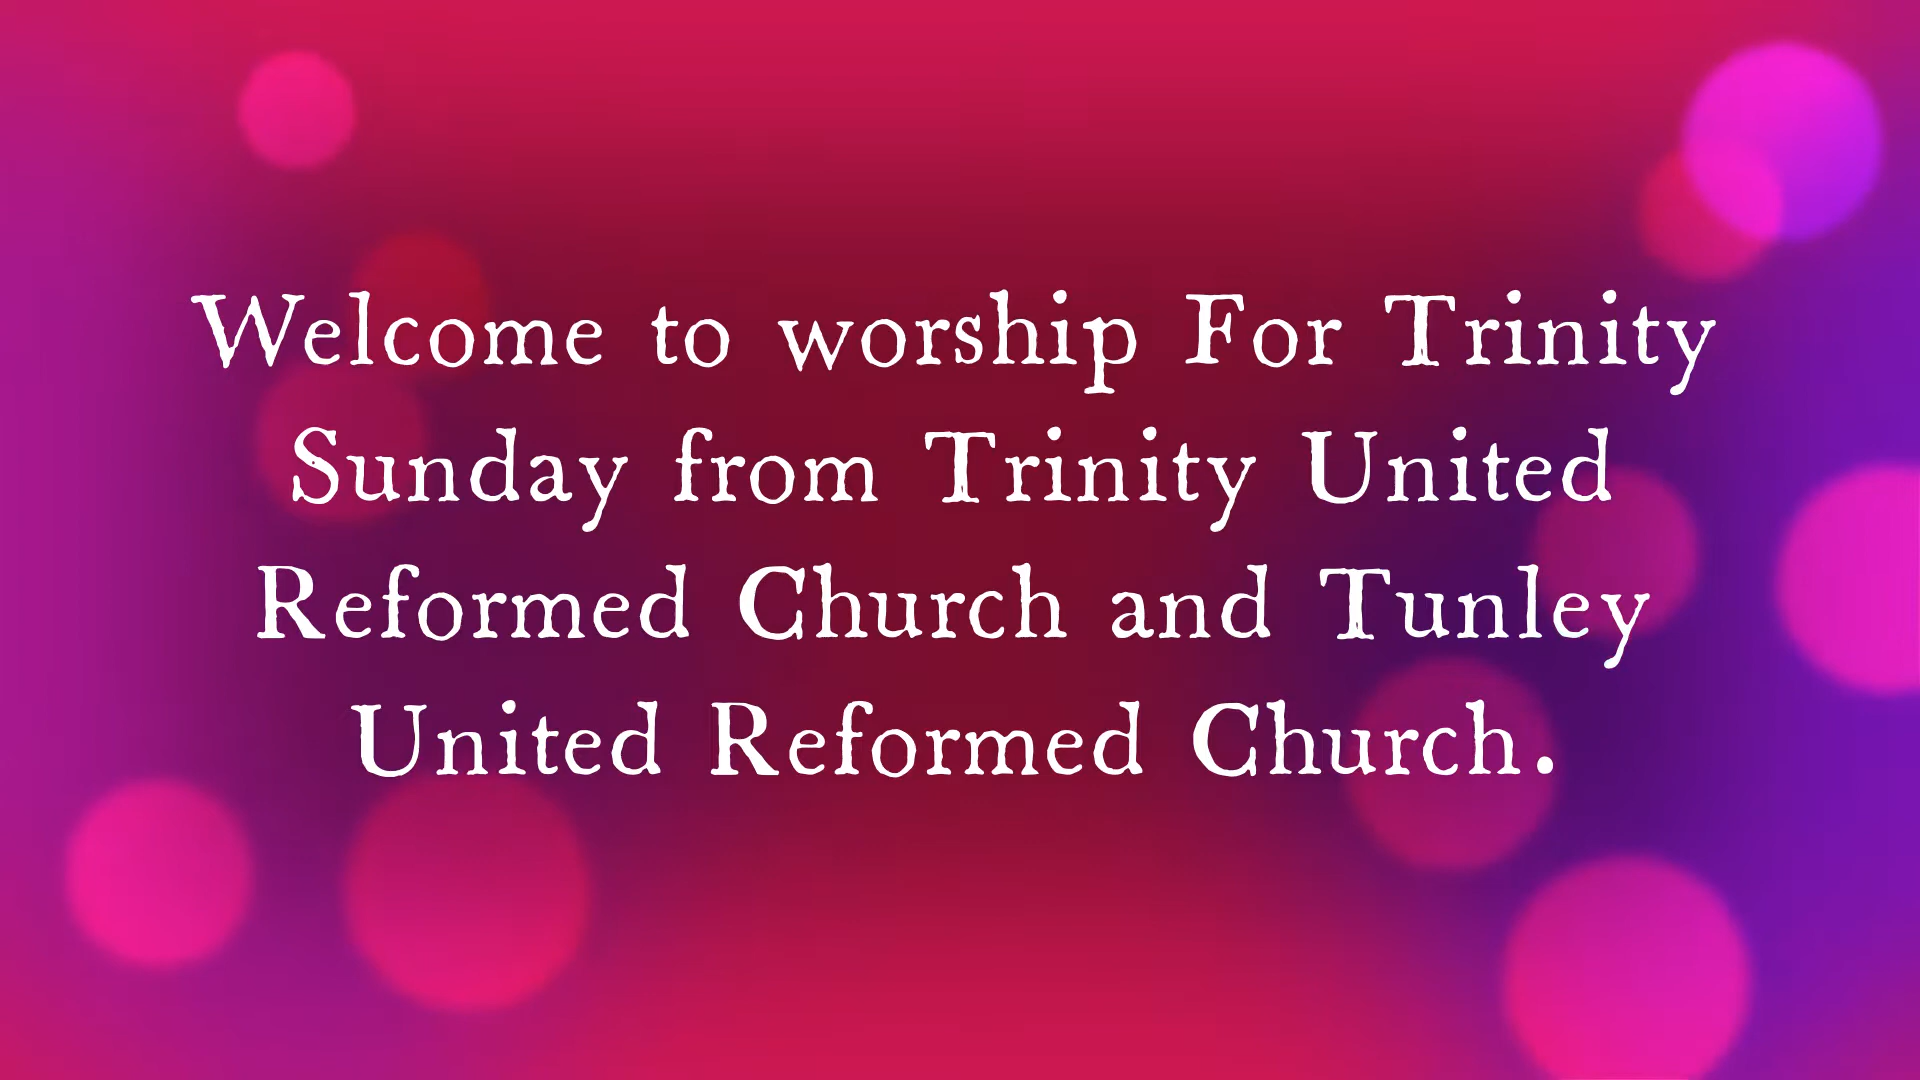 Welcome to worship For Trinity
Sunday from Trinity United
Reformed Church and Tunley
United Reformed Church.